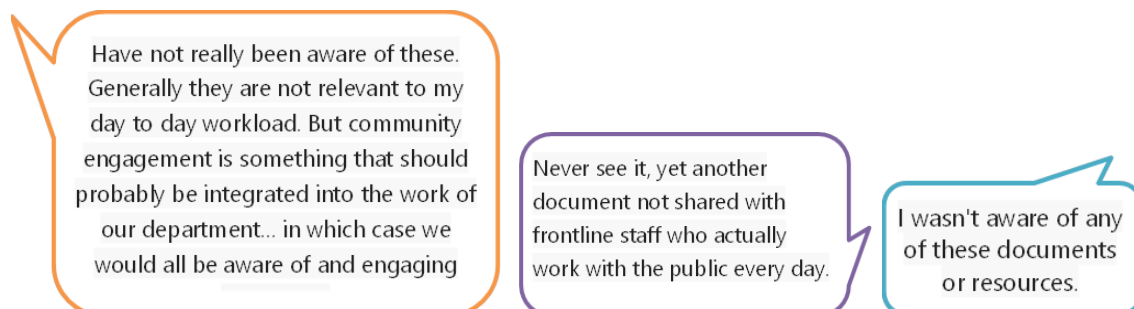 Have not really been aware of these.
Generally they are not relevant to my
day to day workload. But community
engagement is something that should
probably be integrated into the work of
our department... in which case we
would all be aware of and engaging
Never see it, yet another
document not shared with
frontline staff who actually
work with the public every day.
I wasn't aware of any
of these documents
or resources.